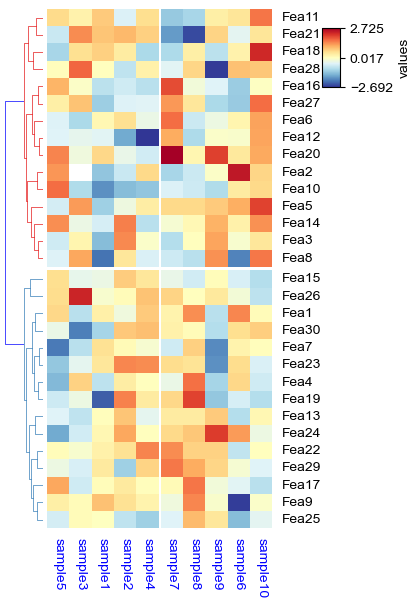 Fea11
Fea21
Fea18
Fea28
Fea16
Fea27
Fea6
Fea12
Fea20
Fea2
Fea10
Fea5
Fea14
Fea3
Fea8
Fea15
Fea26
Fea1
Fea30
Fea7
Fea23
Fea4
Fea19
Fea13
Fea24
Fea22
Fea29
Fea17
Fea9
Fea25
sample5
sample3
sample1
sample2
sample4
sample7
sample8
sample9
sample6
sample10
2.725
0.017
−2.692
values